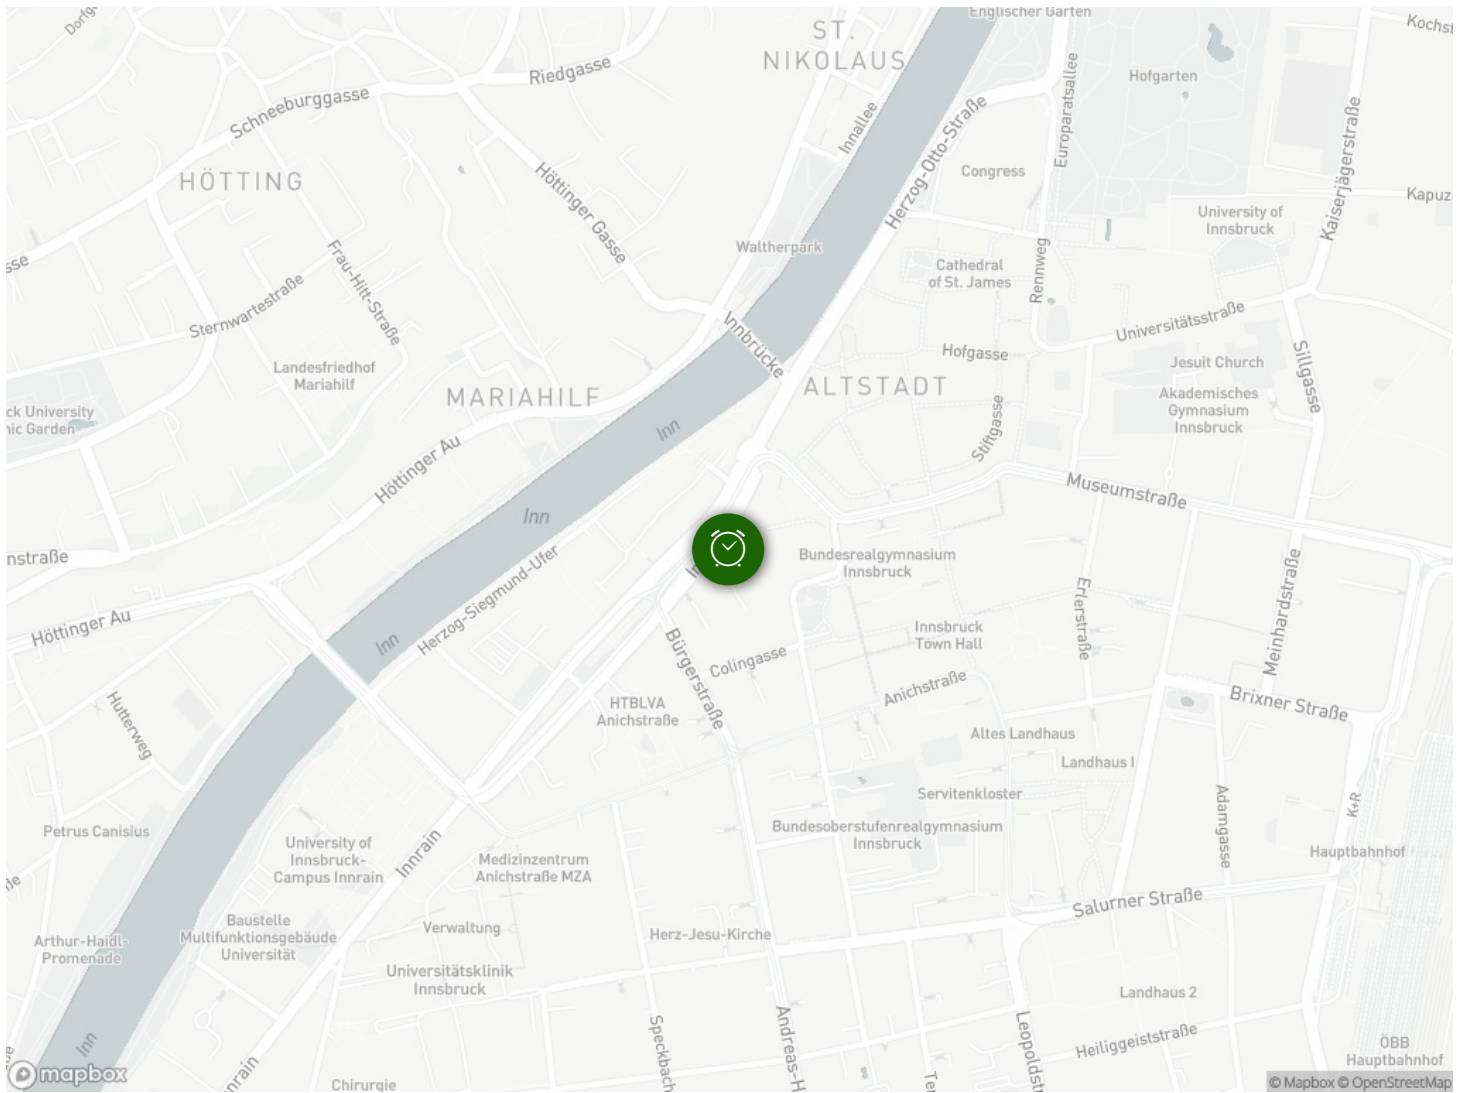 Englischer Garten
ST.
NIKOLAUS
Riedgasse
Schneeburggasse
Hofgarten
Europaratsallee
Innallee
Herzog-Otto-Straße
Kaiserjägerstraße
Congress
HÖTTING
Höttinger Gasse
University of
Innsbruck
Waltherpark
Frau-Hitt-Straße
Sternwartestraße
Cathedral
of St. James
Rennweg
Universitätsstraße
Innbrücke
Hofgasse
Jesuit Church
Sillgasse
Landesfriedhof
Mariahilf
MARIAHILF
ALTSTADT
Akademisches
Gymnasium
Innsbruck
ck University
nic Garden
Inn
Stiftgasse
Höttinger Au
Museumstraße
Inn
nstraße
Bundesrealgymnasium
Innsbruck
Herzog-Siegmund-Ufer
Erlerstraße
Meinhardstraße
Höttinger Au
Inn
Innsbruck
Town Hall
Bürgerstraße
Colingasse
Anichstraße
Hutterweg
HTBLVA
Anichstraße
Brixner Straße
Altes Landhaus
Landhaus I
Servitenkloster
Adamgasse
K+R
Petrus Canisius
University of
Innsbruck-
Campus Innrain
Innrain
Medizinzentrum
Anichstraße MZA
Bundesoberstufenrealgymnasium
Innsbruck
Hauptbahnhof
Salurner Straße
Baustelle
Multifunktionsgebäude
Universität
Verwaltung
Herz-Jesu-Kirche
Arthur-Haidl-
Promenade
Universitätsklinik
Innsbruck
Landhaus 2
Inn
Speckbach
Andreas-H
Leopoldst
Heiliggeiststraße
ÖBB
Hauptbahnhof
nrain
Chirurgie
mapbox
© Mapbox © OpenStreetMap